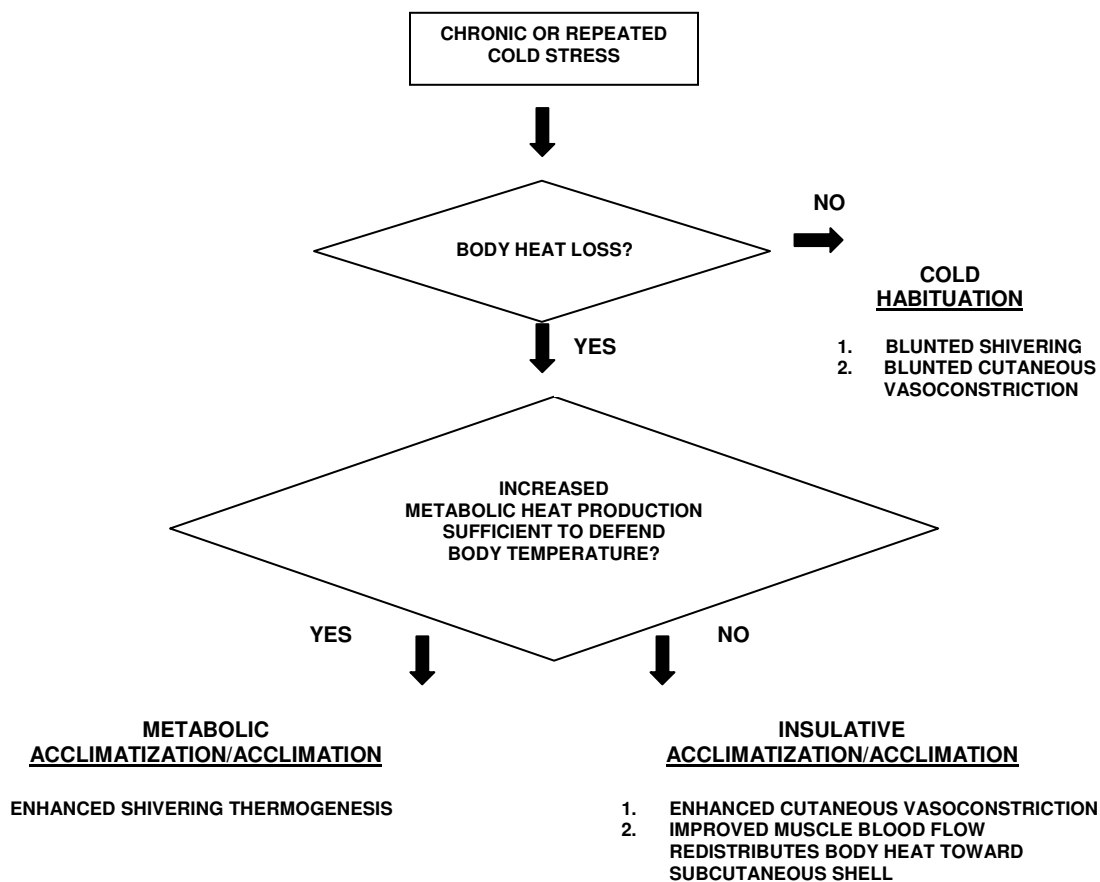 CHRONIC OR REPEATED
COLD STRESS
BODY HEAT LOSS?
NO
COLD
HABITUATION
1. BLUNTED SHIVERING
2. BLUNTED CUTANEOUS
VASOCONSTRICTION
YES
INCREASED
METABOLIC HEAT PRODUCTION
SUFFICIENT TO DEFEND
BODY TEMPERATURE?
YES
NO
METABOLIC
ACCLIMATIZATION/ACCLIMATION
ENHANCED SHIVERING THERMOGENESIS
INSULATIVE
ACCLIMATIZATION/ACCLIMATION
1. ENHANCED CUTANEOUS VASOCONSTRICTION
2. IMPROVED MUSCLE BLOOD FLOW
REDISTRIBUTES BODY HEAT TOWARD
SUBCUTANEOUS SHELL